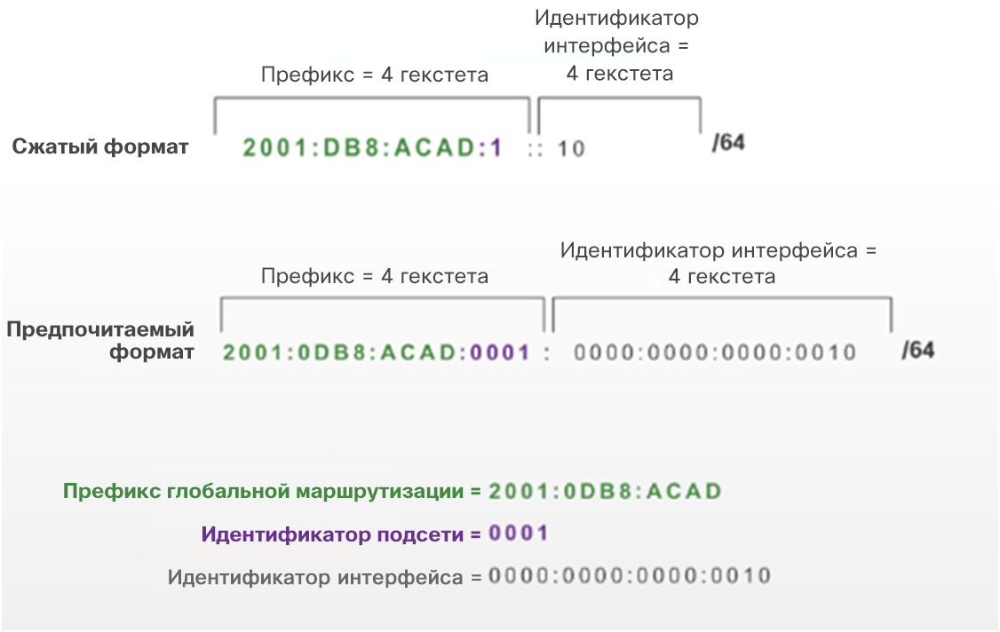 Идентификатор
интерфейса =
4 гекстета
Префикс = 4 гекстета
Сжатый формат 2001:DB8:ACAD:1 :: 10 /64
Идентификатор интерфейса =
4 гекстета
Префикс = 4 гекстета
Предпочитаемый
формат 2001:0DB8:ACAD:0001 : 0000:0000:0000:0010 /64
Префикс глобальной маршрутизации = 2001:0DB8:ACAD
Идентификатор подсети = 0001
Идентификатор интерфейса = 0000:0000:0000:0010